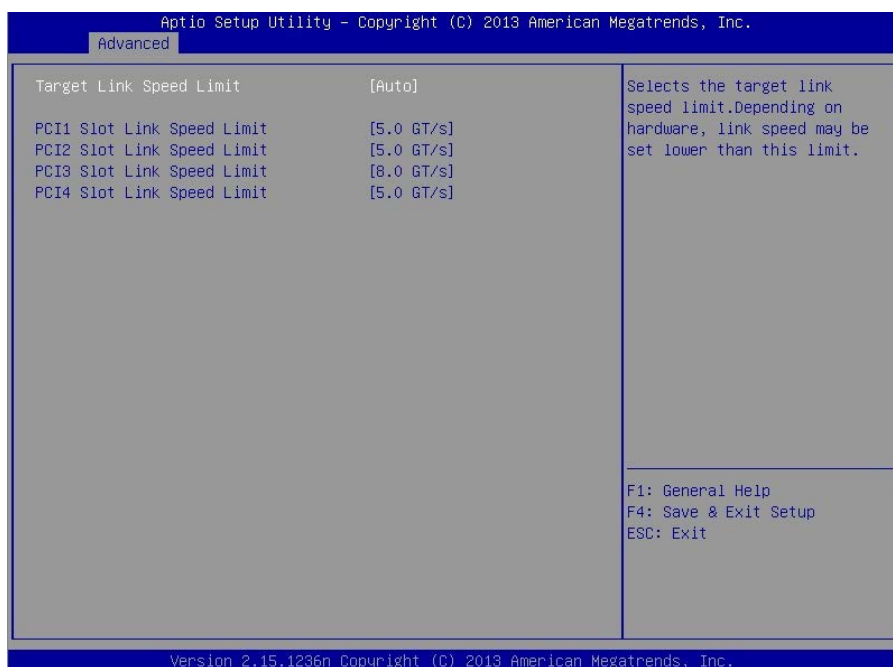 Aptio Setup Utility – Copyright (C) 2013 American Megatrends, Inc.
Advanced
Target Link Speed Limit [Auto]
PCI1 Slot Link Speed Limit [5.0 GT/s]
PCI2 Slot Link Speed Limit [5.0 GT/s]
PCI3 Slot Link Speed Limit [8.0 GT/s]
PCI4 Slot Link Speed Limit [5.0 GT/s]
Selects the target link
speed limit.Depending on
hardware, link speed may be
set lower than this limit.
F1: General Help
F4: Save & Exit Setup
ESC: Exit
Version 2.15.1236n Copyright (C) 2013 American Megatrends, Inc.